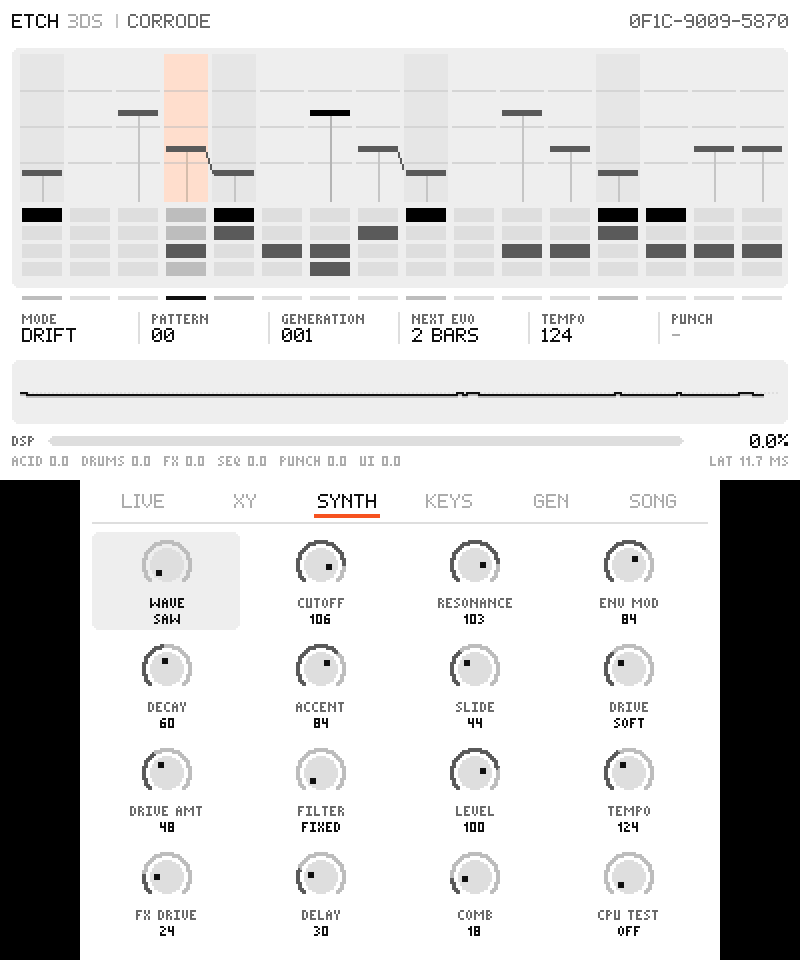 ETCH 3DS | CORRODE 0F1C-9009-5870
MODE PATTERN GENERATION NEXT EVO TEMPO PUNCH
DRIFT 00 001 2 BARS 124 -
DSP 0.0%
ACID 0.0 DRUMS 0.0 FX 0.0 SEQ 0.0 PUNCH 0.0 UI 0.0 LAT 11.7 MS
LIVE XY SYNTH KEYS GEN SONG
WAVE CUTOFF RESONANCE ENV MOD
SAW 106 103 84
DECAY ACCENT SLIDE DRIVE
60 84 44 SOFT
DRIVE AMT FILTER LEVEL TEMPO
48 FIXED 100 124
FX DRIVE DELAY COMB CPU TEST
24 30 18 OFF